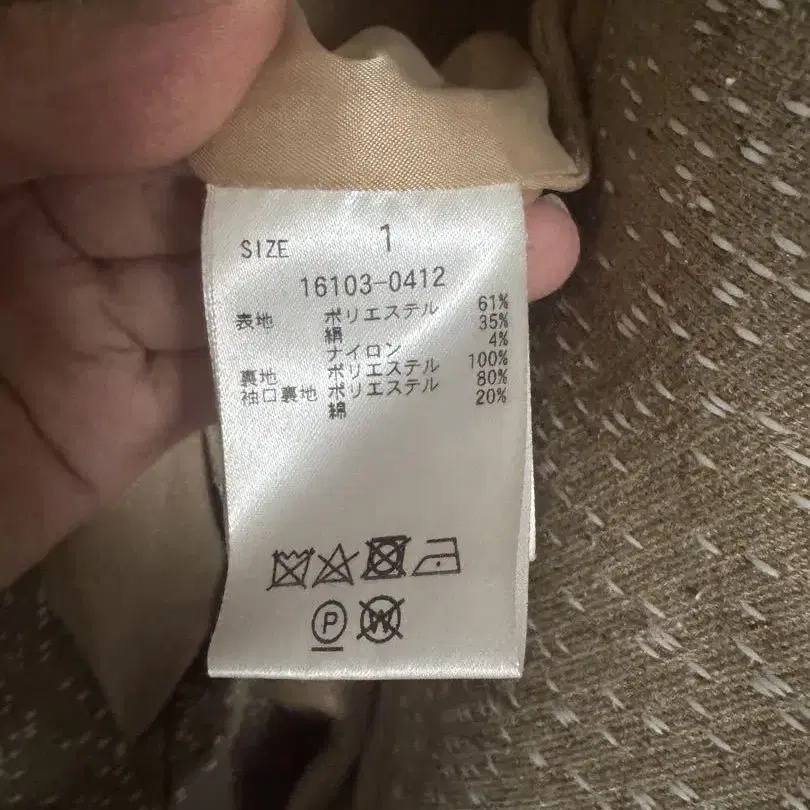 SIZE 1
16103-0412
表地 ポリエステル 61%
絹 35%
ナイロン 4%
裏地 ポリエステル 100%
袖口裏地 ポリエステル 80%
綿 20%
P W